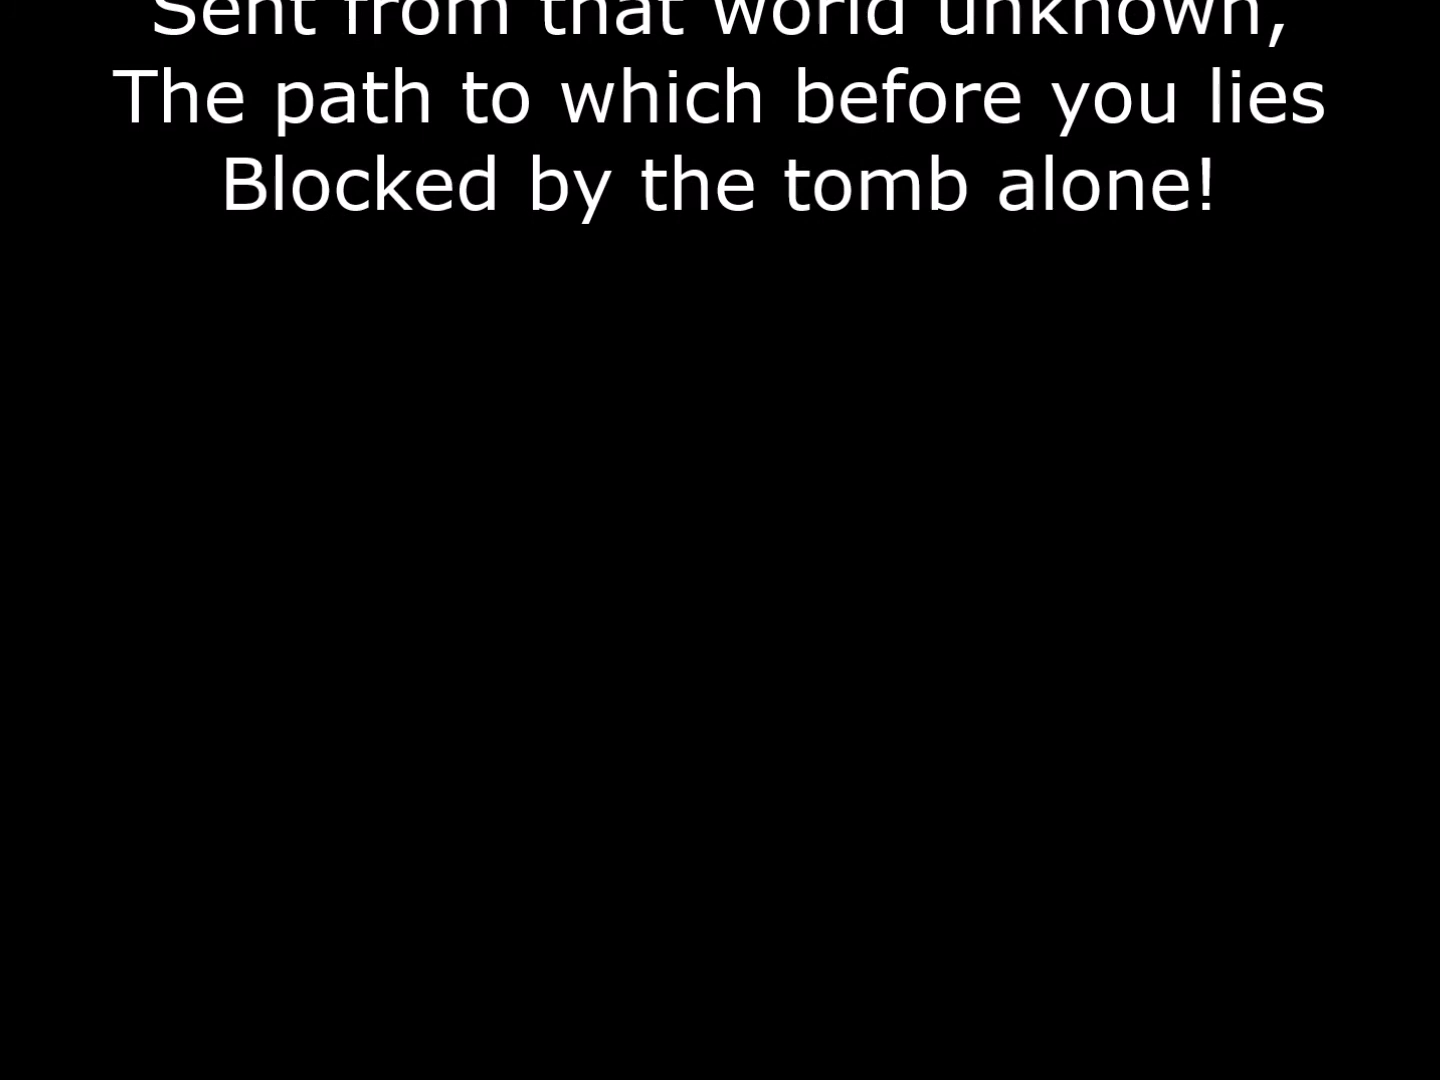 Sent from that world unknown,
The path to which before you lies
Blocked by the tomb alone!